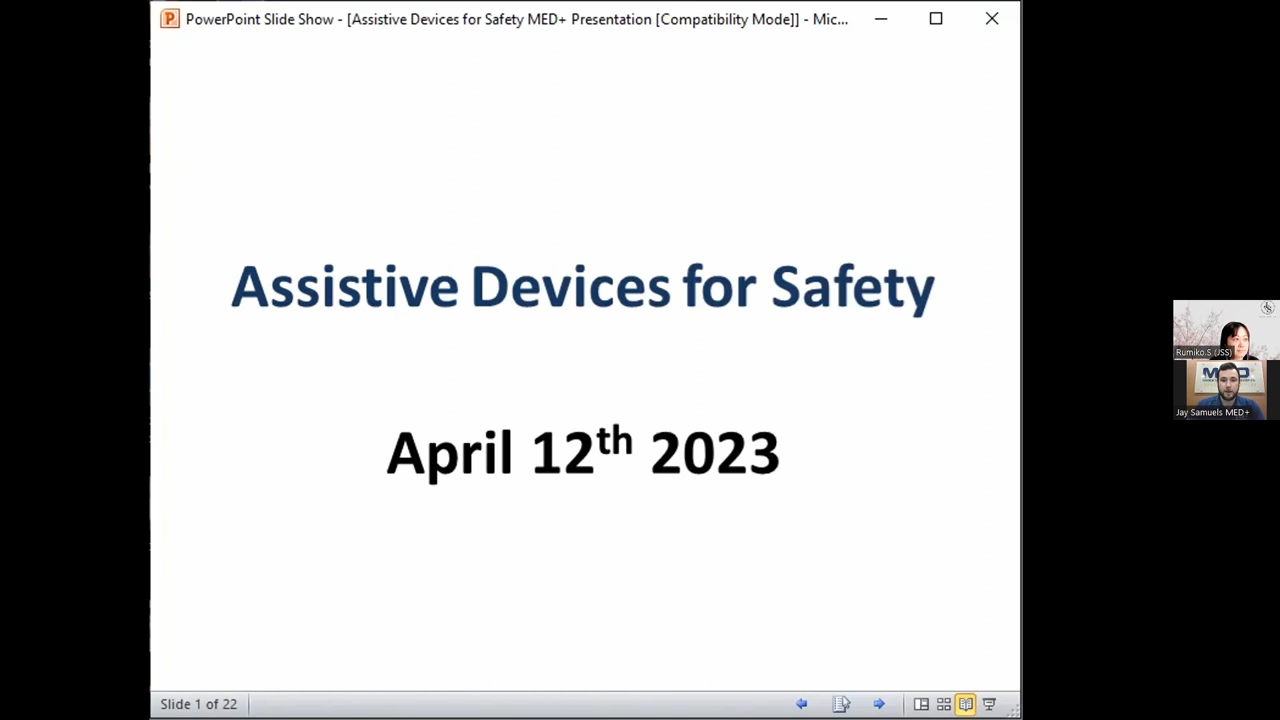 PowerPoint Slide Show - [Assistive Devices for Safety MED+ Presentation [Compatibility Mode]] - Mic...
Assistive Devices for Safety
April 12th 2023
Rumiko.S (JSS)
MED
Jay Samuels MED+
Slide 1 of 22